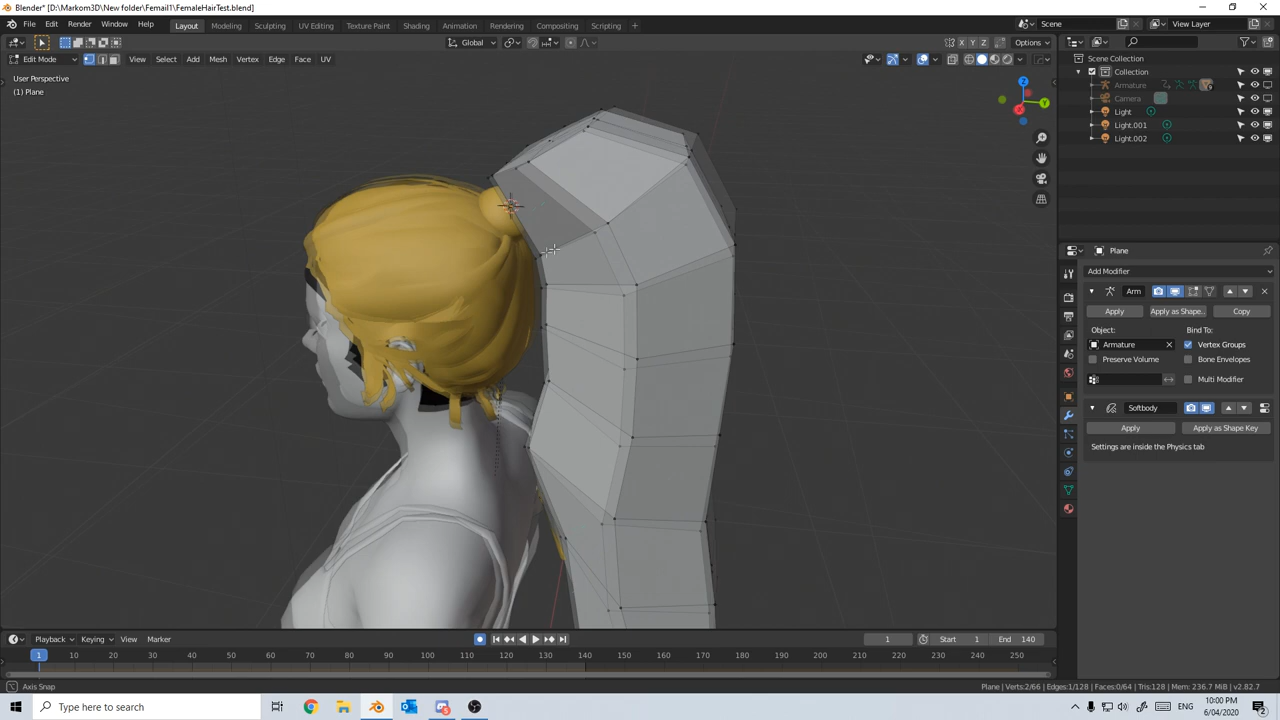 Blender* [D:\Markom3D\New folder\Femail1\FemaleHairTest.blend]
File Edit Render Window Help Layout Modeling Sculpting UV Editing Texture Paint Shading Animation Rendering Compositing Scripting + Scene View Layer
Global X Y Z Options
Edit Mode View Select Add Mesh Vertex Edge Face UV
User Perspective
(1) Plane
Z
Y
X
Scene Collection
Collection
Armature
Camera
Light
Light.001
Light.002
Plane
Add Modifier
Arm
Apply Apply as Shape.. Copy
Object: Bind To:
Armature Vertex Groups
Preserve Volume Bone Envelopes
Multi Modifier
Softbody
Apply Apply as Shape Key
Settings are inside the Physics tab
Playback Keying View Marker 1 Start 1 End 140
1 10 20 30 40 50 60 70 80 90 100 110 120 130 140 150 160 170 180 190 200 210 220 230 240 250
Axis Snap Plane | Verts:2/66 | Edges:1/128 | Faces:0/64 | Tris:128 | Mem: 236.7 MiB | v2.82.7
Type here to search
ENG
10:00 PM
6/04/2020